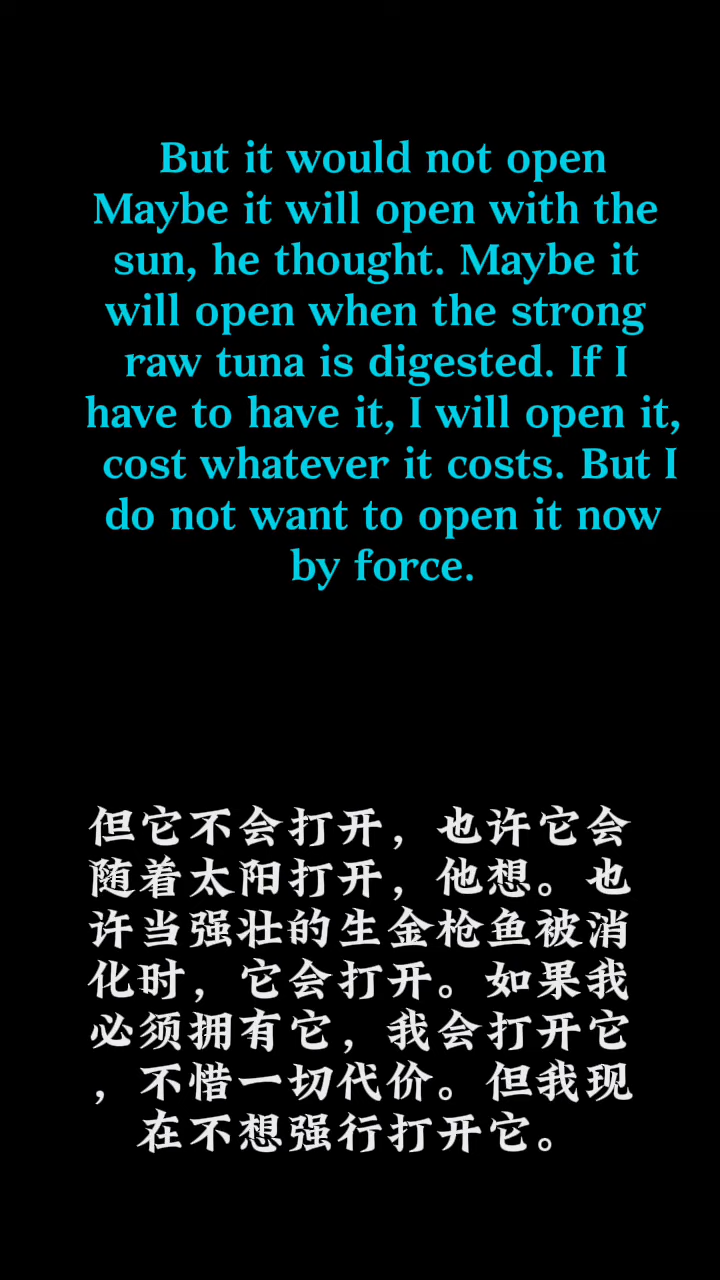 But it would not open
Maybe it will open with the
sun, he thought. Maybe it
will open when the strong
raw tuna is digested. If I
have to have it, I will open it,
cost whatever it costs. But I
do not want to open it now
by force.
但它不会打开，也许它会
随着太阳打开，他想。也
许当强壮的生金枪鱼被消
化时，它会打开。如果我
必须拥有它，我会打开它
，不惜一切代价。但我现
在不想强行打开它。